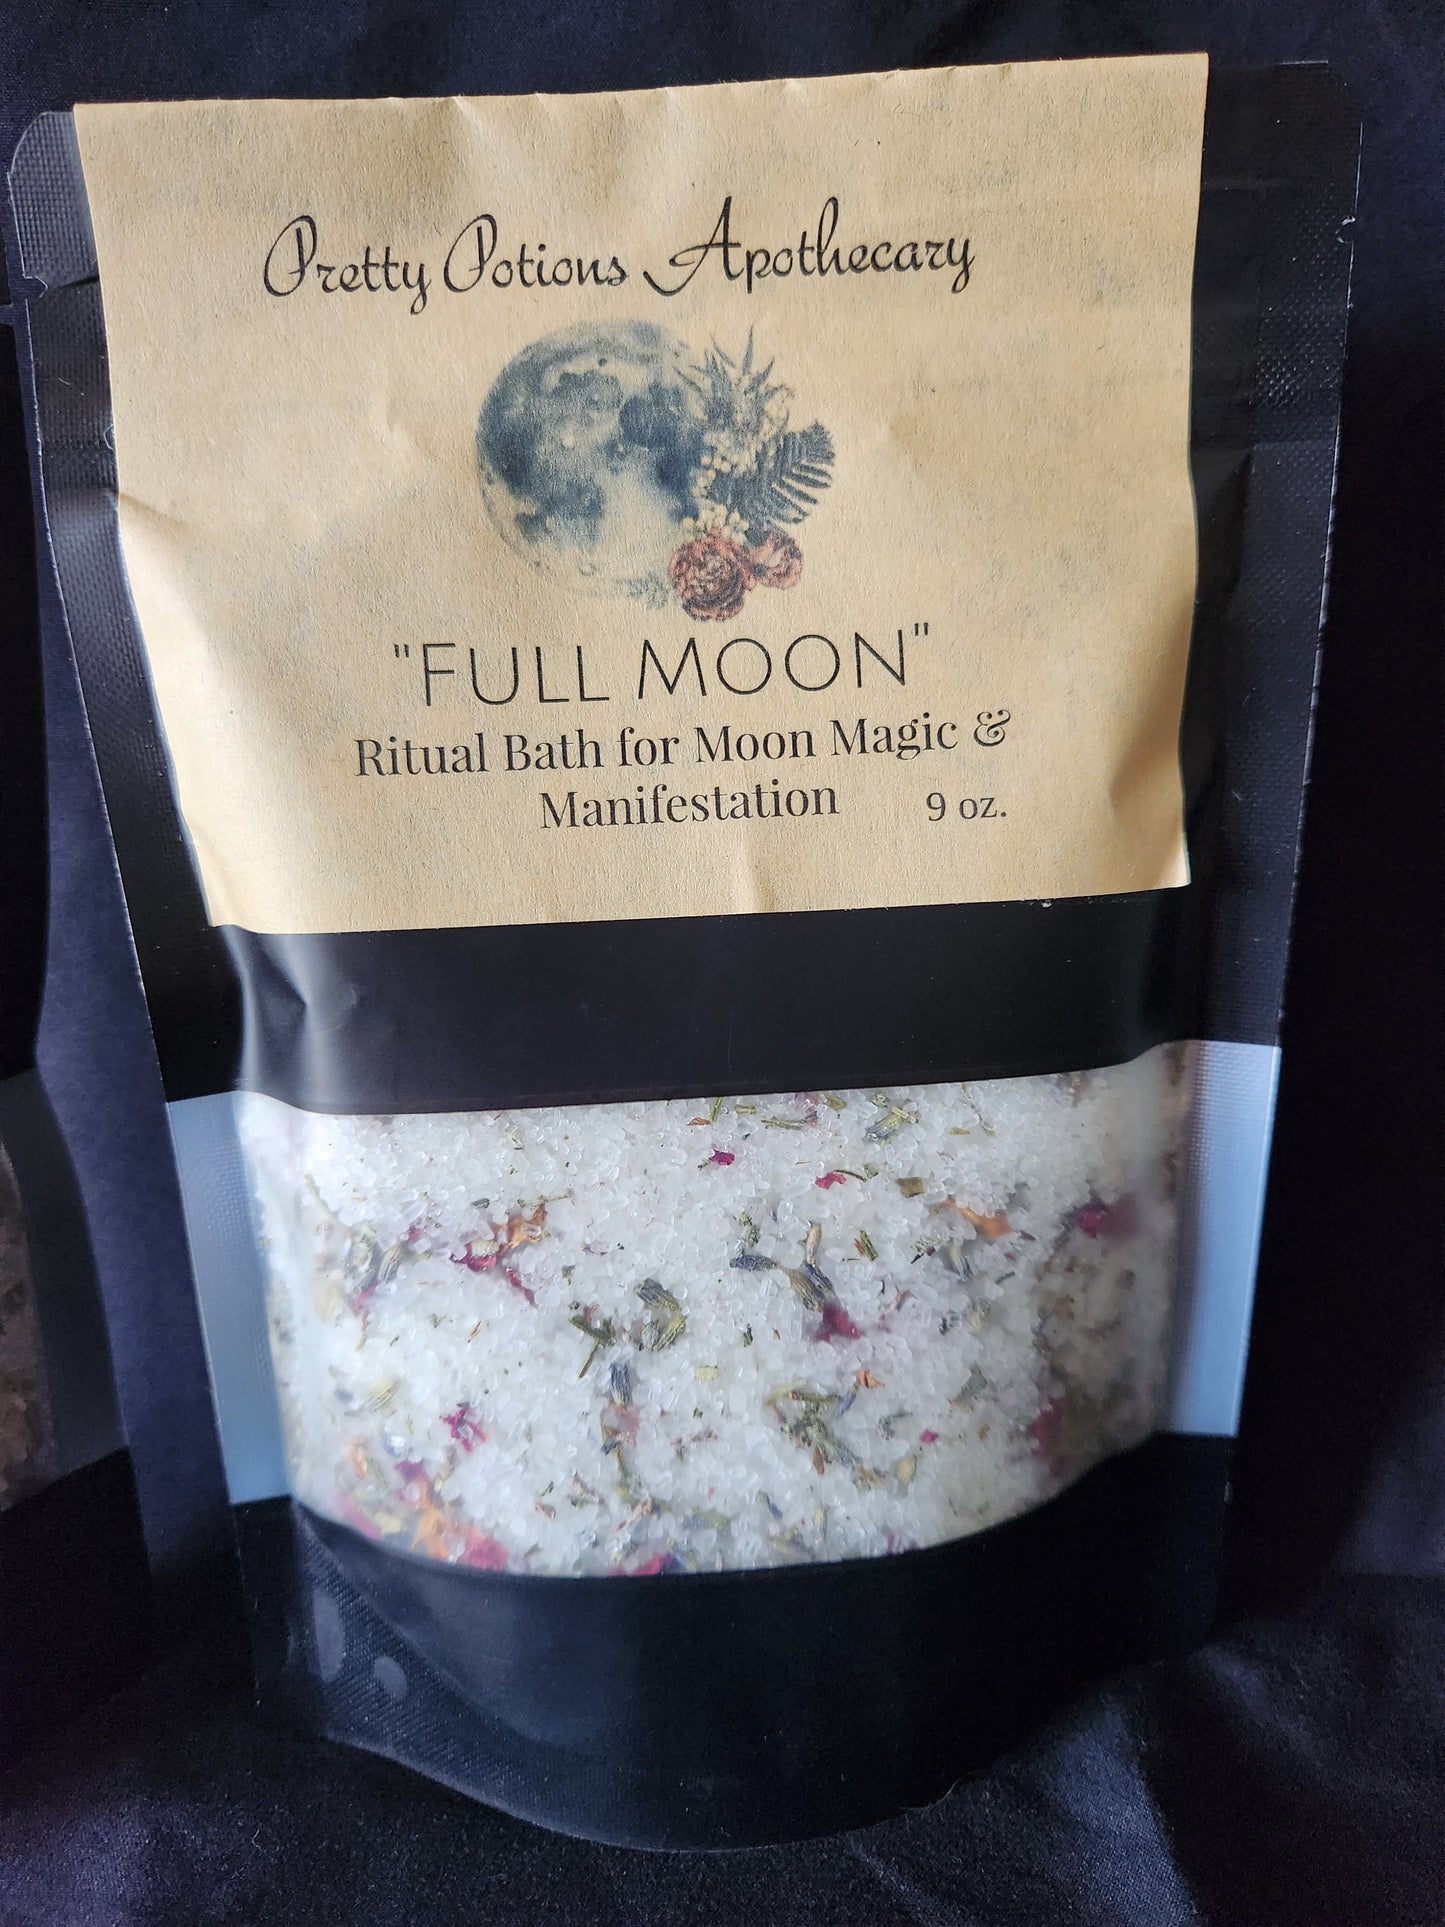 Pretty Potions Apothecary
"FULL MOON"
Ritual Bath for Moon Magic &
Manifestation 9 oz.